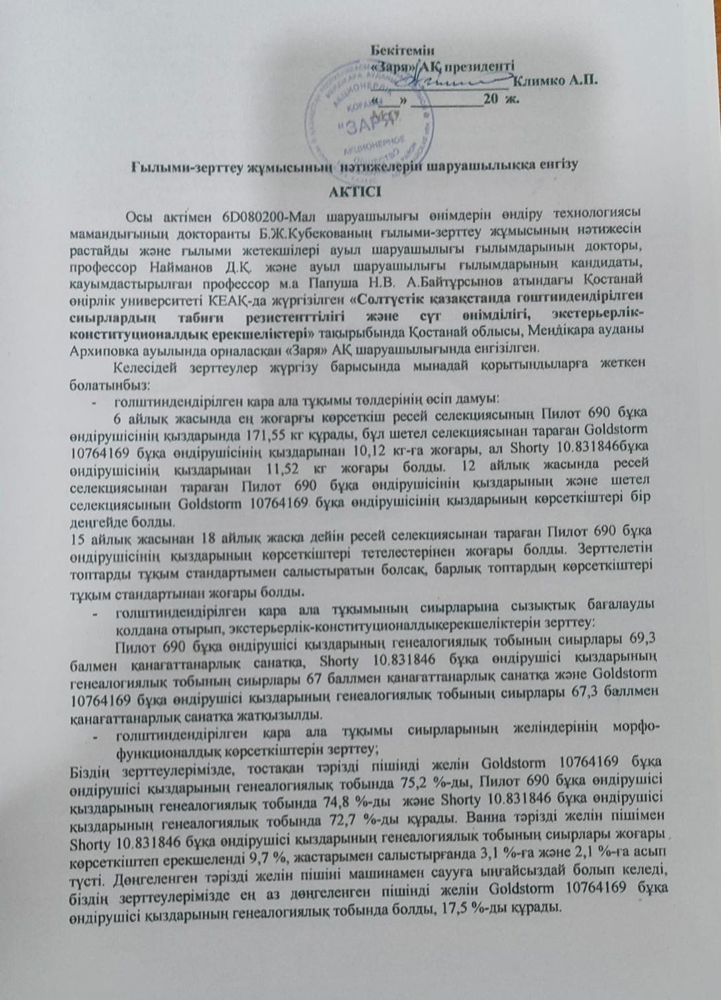 Бекітемін
«Заря» АҚ президенті
Климко А.П.
«___» ____________20  ж.
АКЦИОНЕРЛІК
ҚОҒАМЫ
"ЗАРЯ"
АКЦИОНЕРНОЕ
ОБЩЕСТВО
Ғылыми-зерттеу жұмысының нәтижелерін шаруашылыққа енгізу
АКТІСІ
Осы актімен 6D080200-Мал шаруашылығы өнімдерін өндіру технологиясы
мамандығының докторанты Б.Ж.Кубекованың ғылыми-зерттеу жұмысының нәтижесін
растайды және ғылыми жетекшілері ауыл шаруашылығы ғылымдарының докторы,
профессор Найманов Д.Қ. және ауыл шаруашылығы ғылымдарының кандидаты,
қауымдастырылған профессор м.а Папуша Н.В. А.Байтұрсынов атындағы Қостанай
өңірлік университеті КЕАҚ-да жүргізілген «Солтүстік қазақстанда гоштиндендірілген
сиырлардың табиғи резистенттілігі және сүт өнімділігі, экстерьерлік-
конституционалдық ерекшеліктері» тақырыбында Қостанай облысы, Меңдіқара ауданы
Архиповка ауылында орналасқан «Заря» АҚ шаруашылығында енгізілген.
Келесідей зерттеулер жүргізу барысында мынадай қорытындыларға жеткен
болатынбыз:
- голштиндендірілген қара ала тұқымы төлдерінің өсіп дамуы:
6 айлық жасында ең жоғарғы көрсеткіш ресей селекциясының Пилот 690 бұқа
өндірушісінің қыздарында 171,55 кг құрады, бұл шетел селекциясынан тараған Goldstorm
10764169 бұқа өндірушісінің қыздарынан 10,12 кг-ға жоғары, ал Shorty 10.831846бұқа
өндірушісінің қыздарынан 11,52 кг жоғары болды. 12 айлық жасында ресей
селекциясынан тараған Пилот 690 бұқа өндірушісінің қыздарының және шетел
селекциясының Goldstorm 10764169 бұқа өндірушісінің қыздарының көрсеткіштері бір
деңгейде болды.
15 айлық жасынан 18 айлық жасқа дейін ресей селекциясынан тараған Пилот 690 бұқа
өндірушісінің қыздарының көрсеткіштері тетелестерінен жоғары болды. Зерттелетін
топтарды тұқым стандартымен салыстыратын болсақ, барлық топтардың көрсеткіштері
тұқым стандартынан жоғары болды.
- голштиндендірілген қара ала тұқымының сиырларына сызықтық бағалауды
қолдана отырып, экстерьерлік-конституционалдықерекшеліктерін зерттеу:
Пилот 690 бұқа өндірушісі қыздарының генеалогиялық тобының сиырлары 69,3
балмен қанағаттанарлық санатқа, Shorty 10.831846 бұқа өндірушісі қыздарының
генеалогиялық тобының сиырлары 67 баллмен қанағаттанарлық санатқа және Goldstorm
10764169 бұқа өндірушісі қыздарының генеалогиялық тобының сиырлары 67,3 баллмен
қанағаттанарлық санатқа жатқызылды.
- голштиндендірілген қара ала тұқымы сиырларының желіндерінің морфо-
функционалдық көрсеткіштерін зерттеу;
Біздің зерттеулерімізде, тостақан тәрізді пішінді желін Goldstorm 10764169 бұқа
өндірушісі қыздарының генеалогиялық тобында 75,2 %-ды, Пилот 690 бұқа өндірушісі
қыздарының генеалогиялық тобында 74,8 %-ды және Shorty 10.831846 бұқа өндірушісі
қыздарының генеалогиялық тобында 72,7 %-ды құрады. Ванна тәрізді желін пішімен
Shorty 10.831846 бұқа өндірушісі қыздарының генеалогиялық тобының сиырлары жоғары
көрсеткіштеп ерекшеленді 9,7 %, жастарымен салыстырғанда 3,1 %-ға және 2,1 %-ға асып
түсті. Дөңгеленген тәрізді желін пішіні машинамен саууға ыңғайсыздай болып келеді,
біздің зерттеулерімізде ең аз дөңгеленген пішінді желін Goldstorm 10764169 бұқа
өндірушісі қыздарының генеалогиялық тобында болды, 17,5 %-ды құрады.